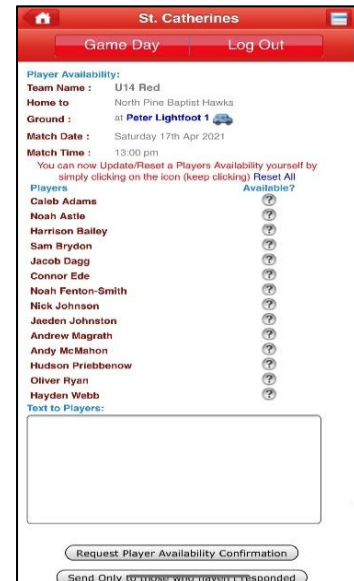 St. Catherines
Game Day Log Out
Player Availability:
Team Name : U14 Red
Home to North Pine Baptist Hawks
Ground : at Peter Lightfoot 1
Match Date : Saturday 17th Apr 2021
Match Time : 13:00 pm
You can now Update/Reset a Players Availability yourself by
simply clicking on the icon (keep clicking) Reset All
Players Available?
Caleb Adams ?
Noah Astle ?
Harrison Bailey ?
Sam Brydon ?
Jacob Dagg ?
Connor Ede ?
Noah Fenton-Smith ?
Nick Johnson ?
Jaeden Johnston ?
Andrew Magrath ?
Andy McMahon ?
Hudson Priebbenow ?
Oliver Ryan ?
Hayden Webb ?
Text to Players:
Request Player Availability Confirmation
Send Only to those who haven't responded